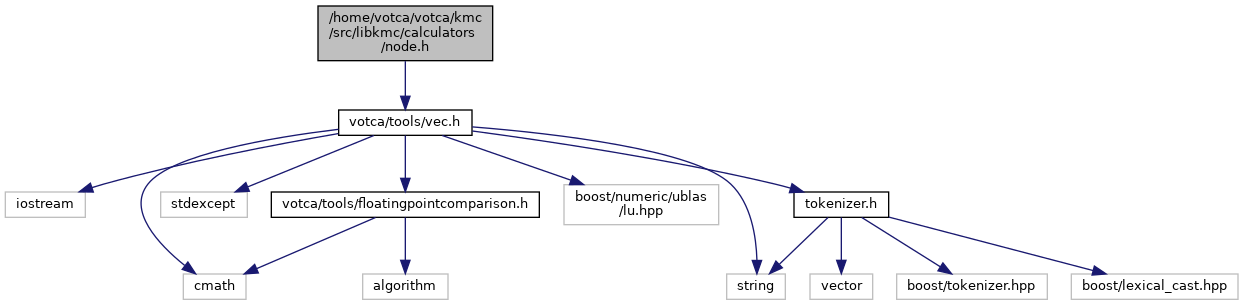 /home/votca/votca/kmc
/src/libkmc/calculators
/node.h
votca/tools/vec.h
iostream
stdexcept
votca/tools/floatingpointcomparison.h
boost/numeric/ublas
/lu.hpp
tokenizer.h
cmath
algorithm
string
vector
boost/tokenizer.hpp
boost/lexical_cast.hpp